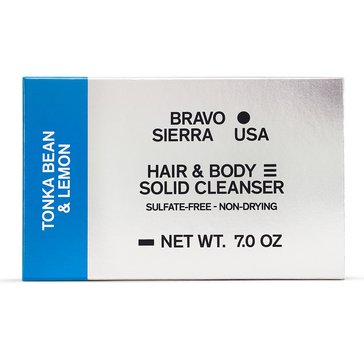 TONKA BEAN
& LEMON
BRAVO
SIERRA USA
HAIR & BODY
SOLID CLEANSER
SULFATE-FREE - NON-DRYING
NET WT. 7.0 OZ